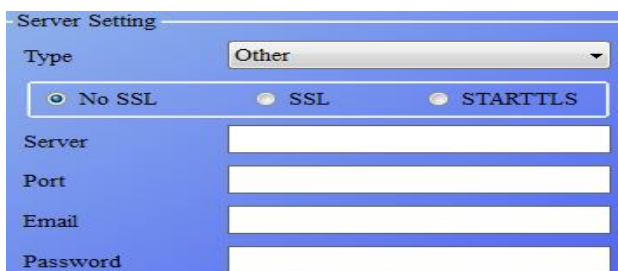 Server Setting
Type Other
No SSL SSL STARTTLS
Server
Port
Email
Password